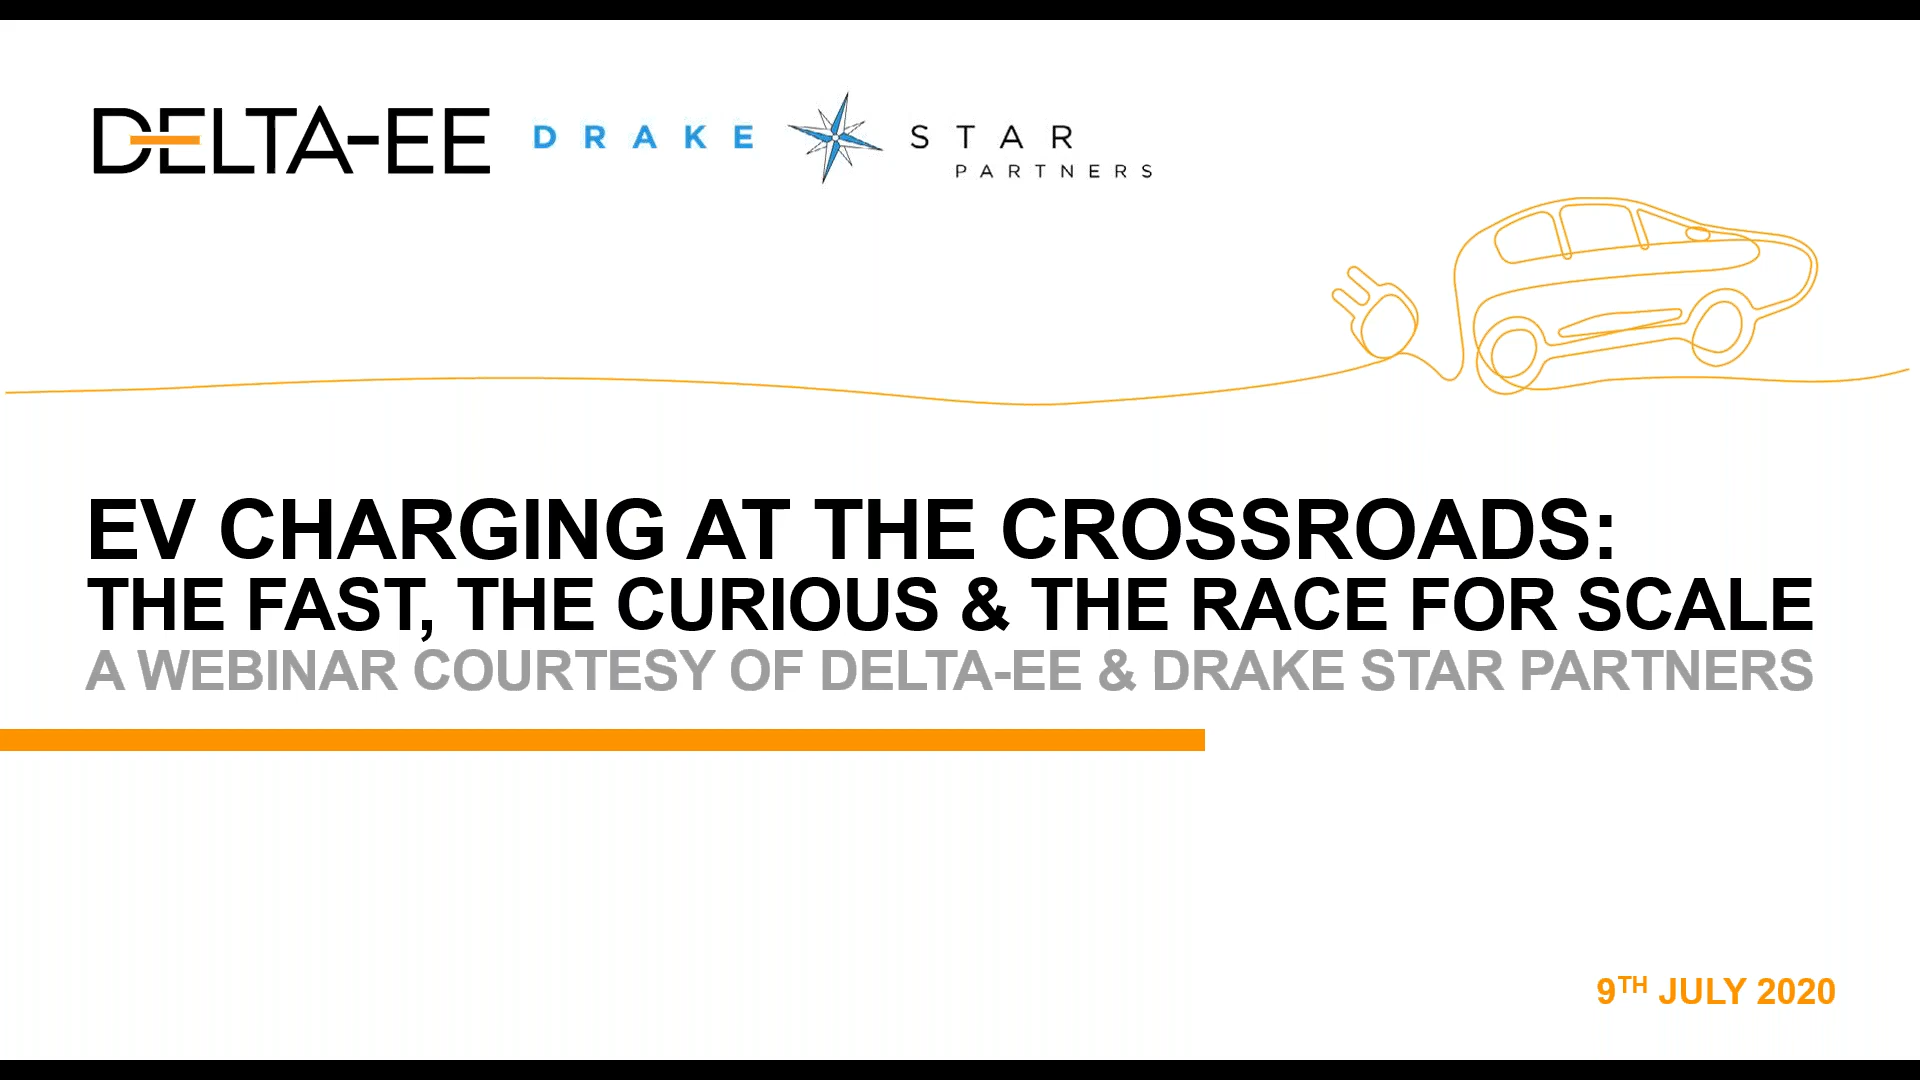 DELTA-EE DRAKE STAR
PARTNERS
EV CHARGING AT THE CROSSROADS:
THE FAST, THE CURIOUS & THE RACE FOR SCALE
A WEBINAR COURTESY OF DELTA-EE & DRAKE STAR PARTNERS
9TH JULY 2020